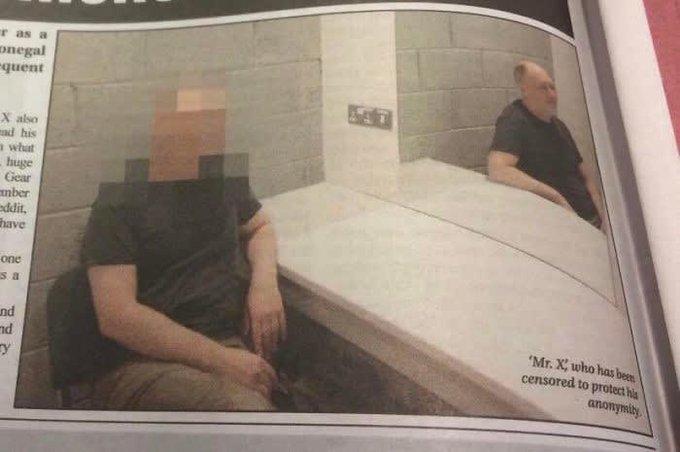 r as a
onegal
equent
X also
ad his
what
huge
Gear
ember
eddit,
have
one
s a
nd
nd
ry
'Mr. X', who has been
censored to protect his
anonymity.